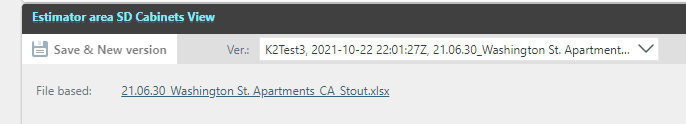 Estimator area SD Cabinets View
Save & New version Ver.: K2Test3, 2021-10-22 22:01:27Z, 21.06.30_Washington St. Apartment...
File based: 21.06.30_Washington St. Apartments_CA_Stout.xlsx